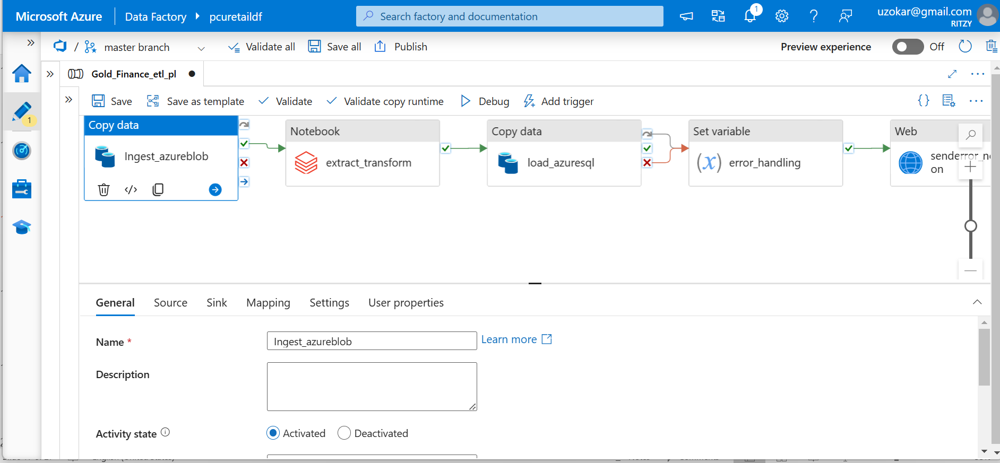 Microsoft Azure
Data Factory
pcuretaildf
Search factory and documentation
1
uzokar@gmail.com
RITZY
/
master branch
Validate all
Save all
Publish
Preview experience
Off
Gold_Finance_etl_pl
1
Save
Save as template
Validate
Validate copy runtime
Debug
Add trigger
Copy data
Ingest_azureblob
Notebook
extract_transform
Copy data
load_azuresql
Set variable
(x)
error_handling
Web
senderror_
on
General
Source
Sink
Mapping
Settings
User properties
Name *
Ingest_azureblob
Learn more
Description
Activity state
Activated
Deactivated